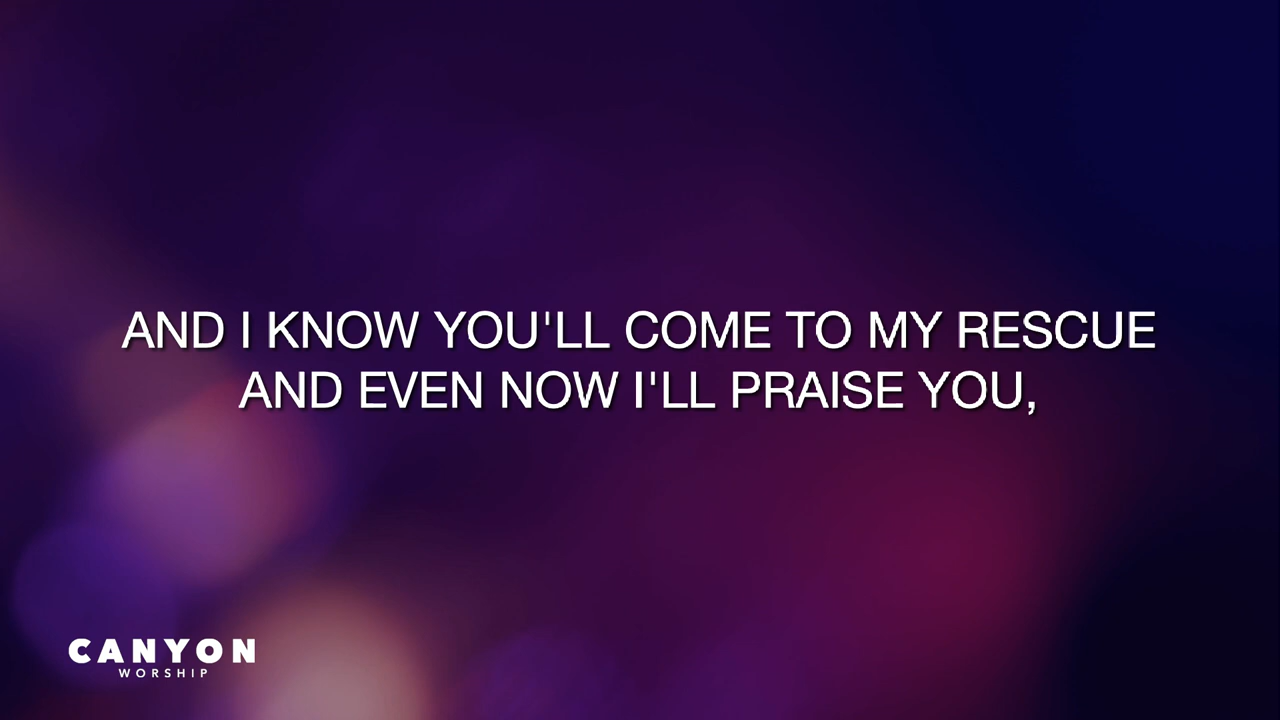 AND I KNOW YOU'LL COME TO MY RESCUE
AND EVEN NOW I'LL PRAISE YOU,
CANYON
WORSHIP